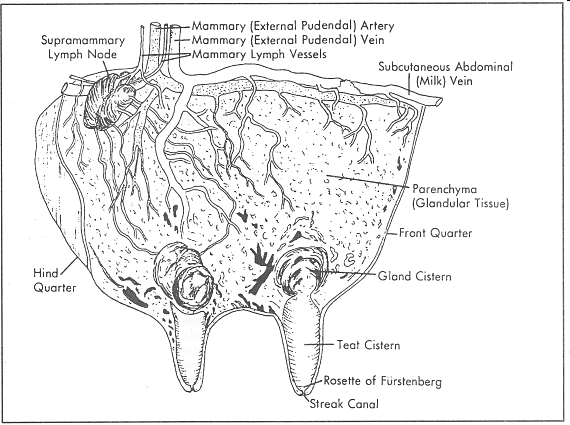 Mammary (External Pudendal) Artery
Mammary (External Pudendal) Vein
Mammary Lymph Vessels
Supramammary
Lymph Node
Subcutaneous Abdominal
(Milk) Vein
Parenchyma
(Glandular Tissue)
Front Quarter
Gland Cistern
Hind
Quarter
Teat Cistern
Rosette of Fürstenberg
Streak Canal